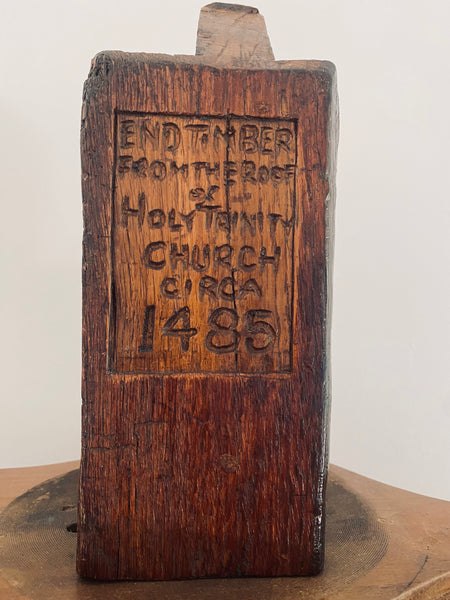 END TIMBER
FROM THE ROOF
of
HOLY TRINITY
CHURCH
CIRCA
1485